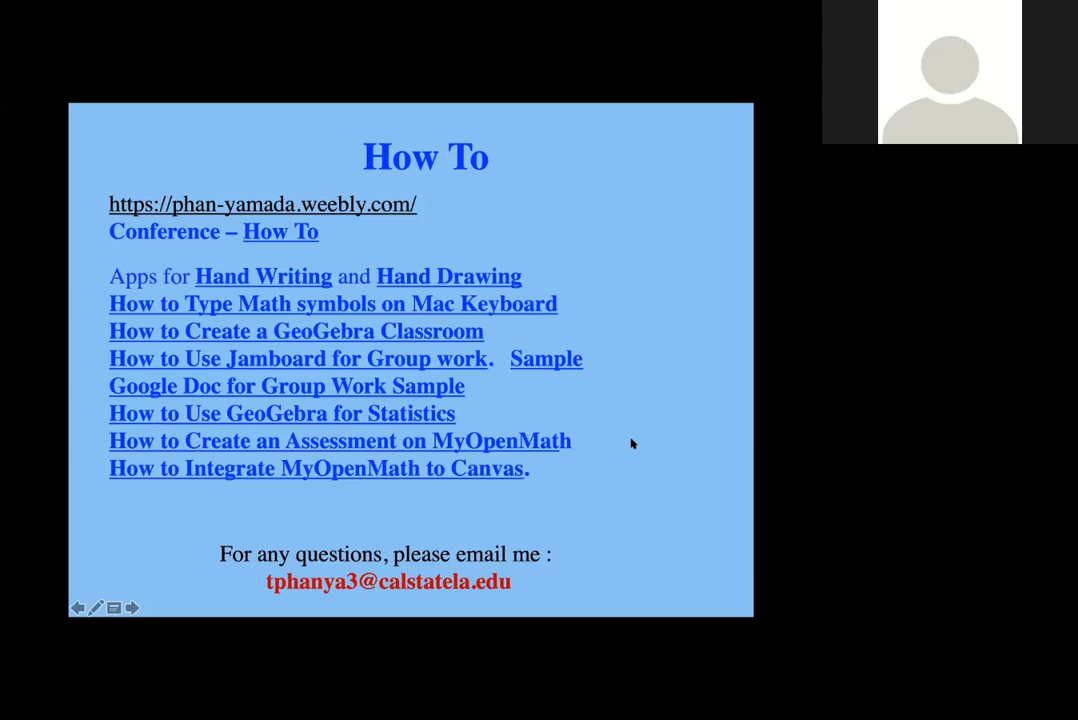 How To
https://phan-yamada.weebly.com/
Conference – How To
Apps for Hand Writing and Hand Drawing
How to Type Math symbols on Mac Keyboard
How to Create a GeoGebra Classroom
How to Use Jamboard for Group work. Sample
Google Doc for Group Work Sample
How to Use GeoGebra for Statistics
How to Create an Assessment on MyOpenMath
How to Integrate MyOpenMath to Canvas.
For any questions, please email me :
tphanya3@calstatela.edu